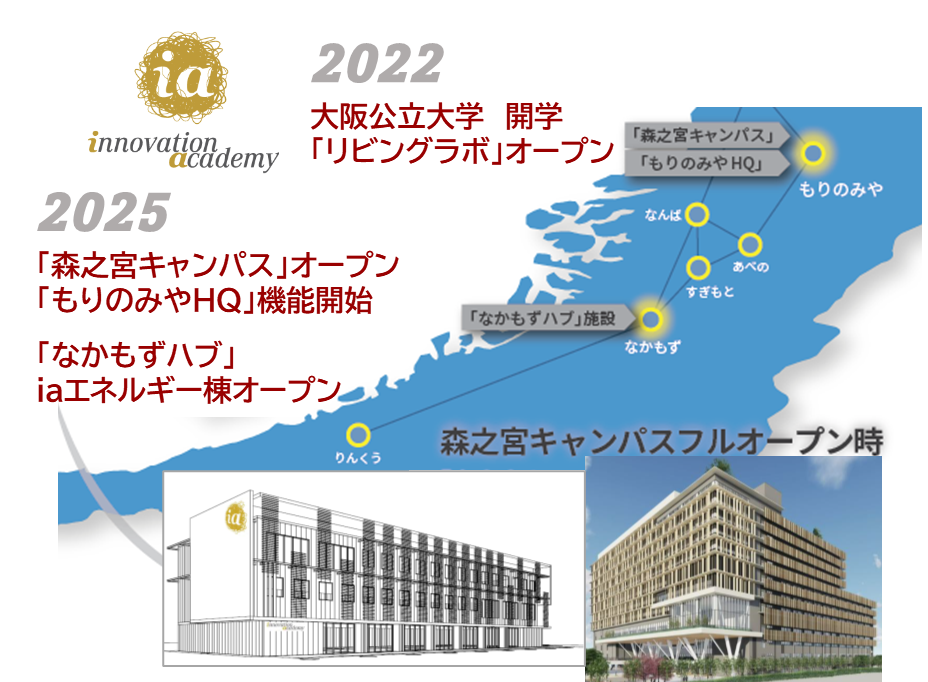 ia
innovation
academy
2022
大阪公立大学　開学
「リビングラボ」オープン
2025
「森之宮キャンパス」オープン
「もりのみやHQ」機能開始
「なかもずハブ」
iaエネルギー棟オープン
「森之宮キャンパス」
「もりのみやHQ」
もりのみや
なんば
あべの
すぎもと
「なかもずハブ」施設
なかもず
りんくう
森之宮キャンパスフルオープン時
ia
innovation
academy